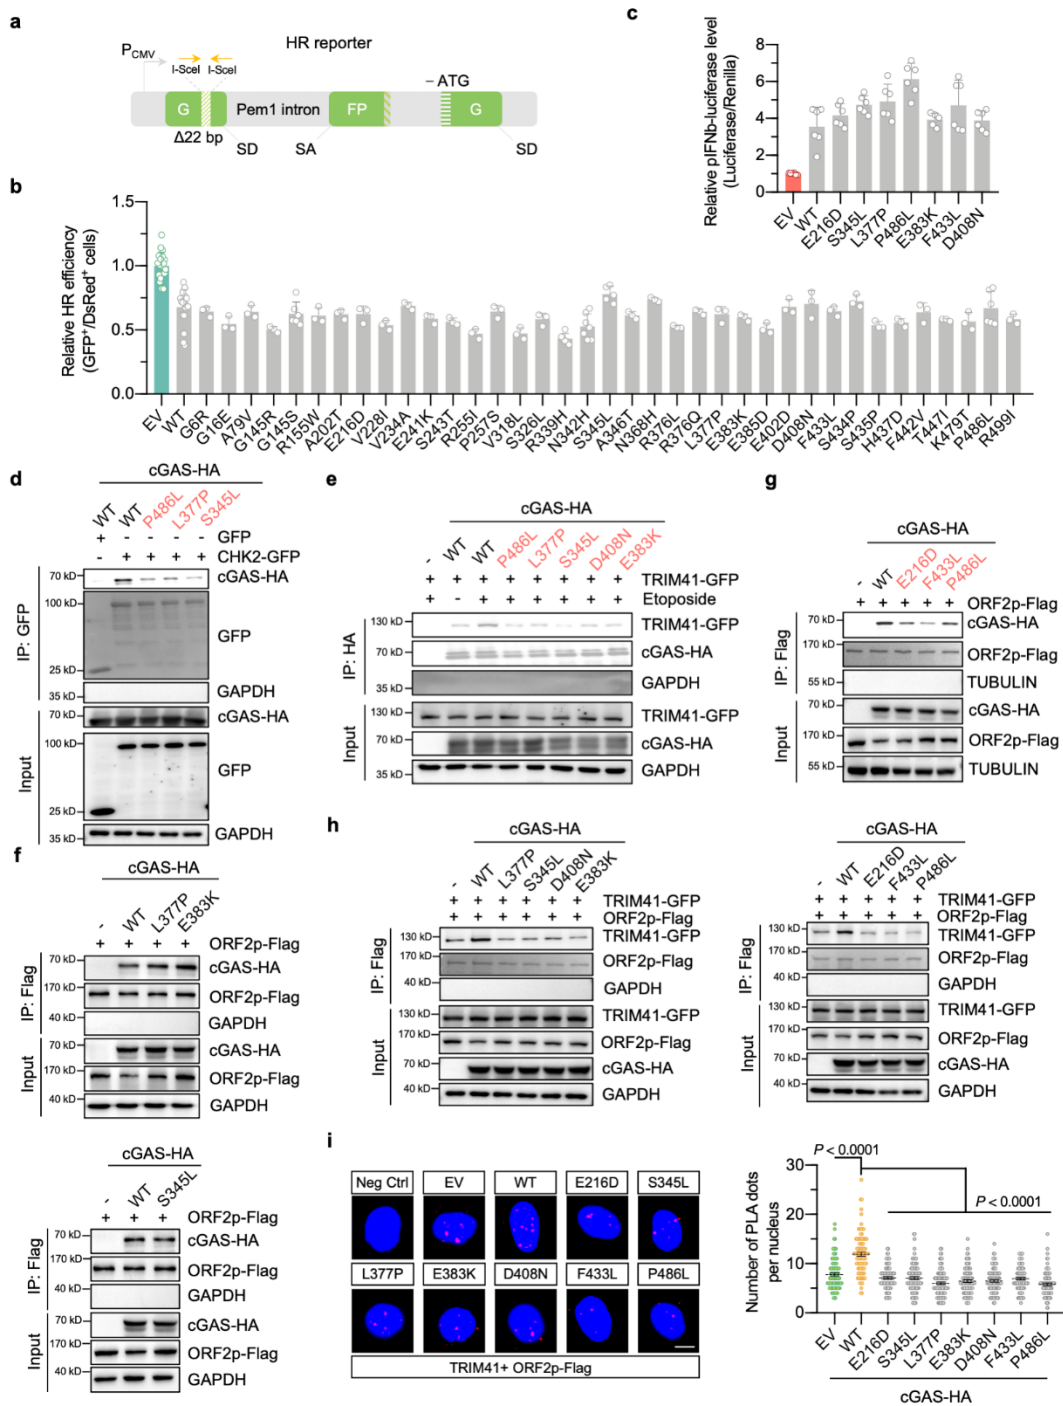 a
HR reporter
P_CMV
I-SceI
I-SceI
– ATG
G
Pem1 intron
FP
G
Δ22 bp
SD
SA
SD
c
Relative pIFNb-luciferase level
(Luciferase/Renilla)
8
6
4
2
0
EV
WT
E216D
S345L
L377P
P486L
E383K
F433L
D408N
b
Relative HR efficiency
(GFP⁺/DsRed⁺ cells)
1.5
1.0
0.5
0.0
EV
WT
G6R
G16E
A79V
G145R
G145S
R155W
A202T
E216D
V228I
V234A
E241K
S243T
R255I
P257S
V318L
S326L
R339H
N342H
S345L
A346T
N368H
R376L
R376Q
L377P
E383K
E385D
E402D
D408N
F433L
S434P
S435P
H437D
F442V
T447I
K479T
P486L
R499I
d
cGAS-HA
WT WT P486L L377P S345L
+ - - - - GFP
- + + + + CHK2-GFP
IP: GFP
70 kD cGAS-HA
100 kD
GFP
25 kD
35 kD GAPDH
Input
70 kD cGAS-HA
100 kD
GFP
25 kD
35 kD GAPDH
e
cGAS-HA
- WT WT P486L L377P S345L D408N E383K
+ + + + + + + + TRIM41-GFP
+ - + + + + + + Etoposide
IP: HA
130 kD TRIM41-GFP
70 kD cGAS-HA
35 kD GAPDH
Input
130 kD TRIM41-GFP
70 kD cGAS-HA
35 kD GAPDH
g
cGAS-HA
- WT E216D F433L P486L
+ + + + + ORF2p-Flag
IP: Flag
70 kD cGAS-HA
170 kD ORF2p-Flag
55 kD TUBULIN
Input
70 kD cGAS-HA
170 kD ORF2p-Flag
55 kD TUBULIN
f
cGAS-HA
- WT L377P E383K
+ + + + ORF2p-Flag
IP: Flag
70 kD cGAS-HA
170 kD ORF2p-Flag
40 kD GAPDH
Input
70 kD cGAS-HA
170 kD ORF2p-Flag
40 kD GAPDH
cGAS-HA
- WT S345L
+ + + ORF2p-Flag
IP: Flag
70 kD cGAS-HA
170 kD ORF2p-Flag
40 kD GAPDH
Input
70 kD cGAS-HA
170 kD ORF2p-Flag
40 kD GAPDH
h
cGAS-HA
- WT L377P S345L D408N E383K
+ + + + + + TRIM41-GFP
+ + + + + + ORF2p-Flag
IP: Flag
130 kD TRIM41-GFP
170 kD ORF2p-Flag
40 kD GAPDH
Input
130 kD TRIM41-GFP
170 kD ORF2p-Flag
70 kD cGAS-HA
40 kD GAPDH
cGAS-HA
- WT E216D F433L P486L
+ + + + + TRIM41-GFP
+ + + + + ORF2p-Flag
IP: Flag
130 kD TRIM41-GFP
170 kD ORF2p-Flag
40 kD GAPDH
Input
130 kD TRIM41-GFP
170 kD ORF2p-Flag
70 kD cGAS-HA
40 kD GAPDH
i
Neg Ctrl EV WT E216D S345L
L377P E383K D408N F433L P486L
TRIM41+ ORF2p-Flag
Number of PLA dots
per nucleus
P < 0.0001
P < 0.0001
30
20
10
0
EV
WT
E216D
S345L
L377P
E383K
D408N
F433L
P486L
cGAS-HA